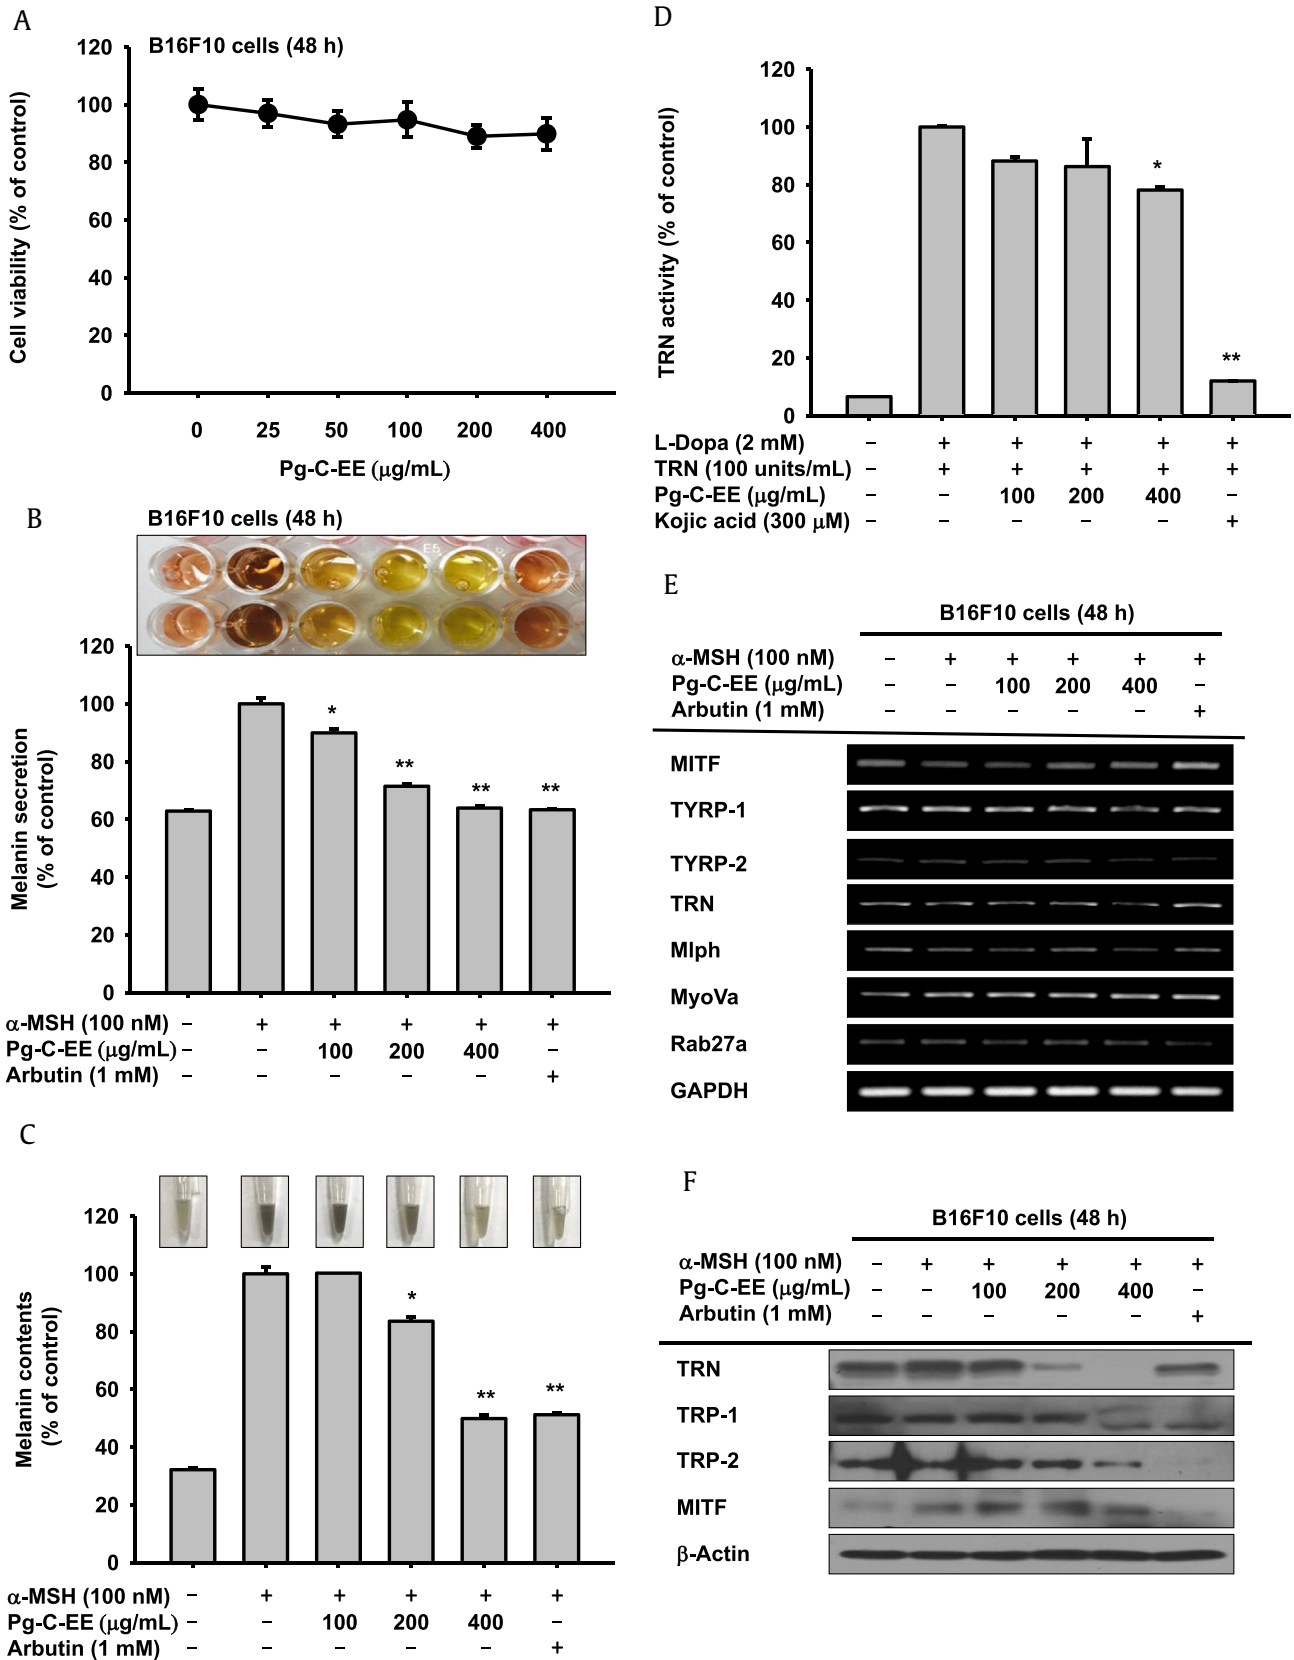 A
B16F10 cells (48 h)
Cell viability (% of control)
120
100
80
60
40
20
0
0 25 50 100 200 400
Pg-C-EE (μg/mL)
B
B16F10 cells (48 h)
E5
Melanin secretion
(% of control)
120
100
80
60
40
20
0
* ** ** **
α-MSH (100 nM) – + + + + +
Pg-C-EE (μg/mL) – – 100 200 400 –
Arbutin (1 mM) – – – – – +
C
Melanin contents
(% of control)
120
100
80
60
40
20
0
* ** **
α-MSH (100 nM) – + + + + +
Pg-C-EE (μg/mL) – – 100 200 400 –
Arbutin (1 mM) – – – – – +
D
TRN activity (% of control)
120
100
80
60
40
20
0
* **
L-Dopa (2 mM) – + + + + +
TRN (100 units/mL) – + + + + +
Pg-C-EE (μg/mL) – – 100 200 400 –
Kojic acid (300 μM) – – – – – +
E
B16F10 cells (48 h)
α-MSH (100 nM) – + + + + +
Pg-C-EE (μg/mL) – – 100 200 400 –
Arbutin (1 mM) – – – – – +
MITF
TYRP-1
TYRP-2
TRN
Mlph
MyoVa
Rab27a
GAPDH
F
B16F10 cells (48 h)
α-MSH (100 nM) – + + + + +
Pg-C-EE (μg/mL) – – 100 200 400 –
Arbutin (1 mM) – – – – – +
TRN
TRP-1
TRP-2
MITF
β-Actin